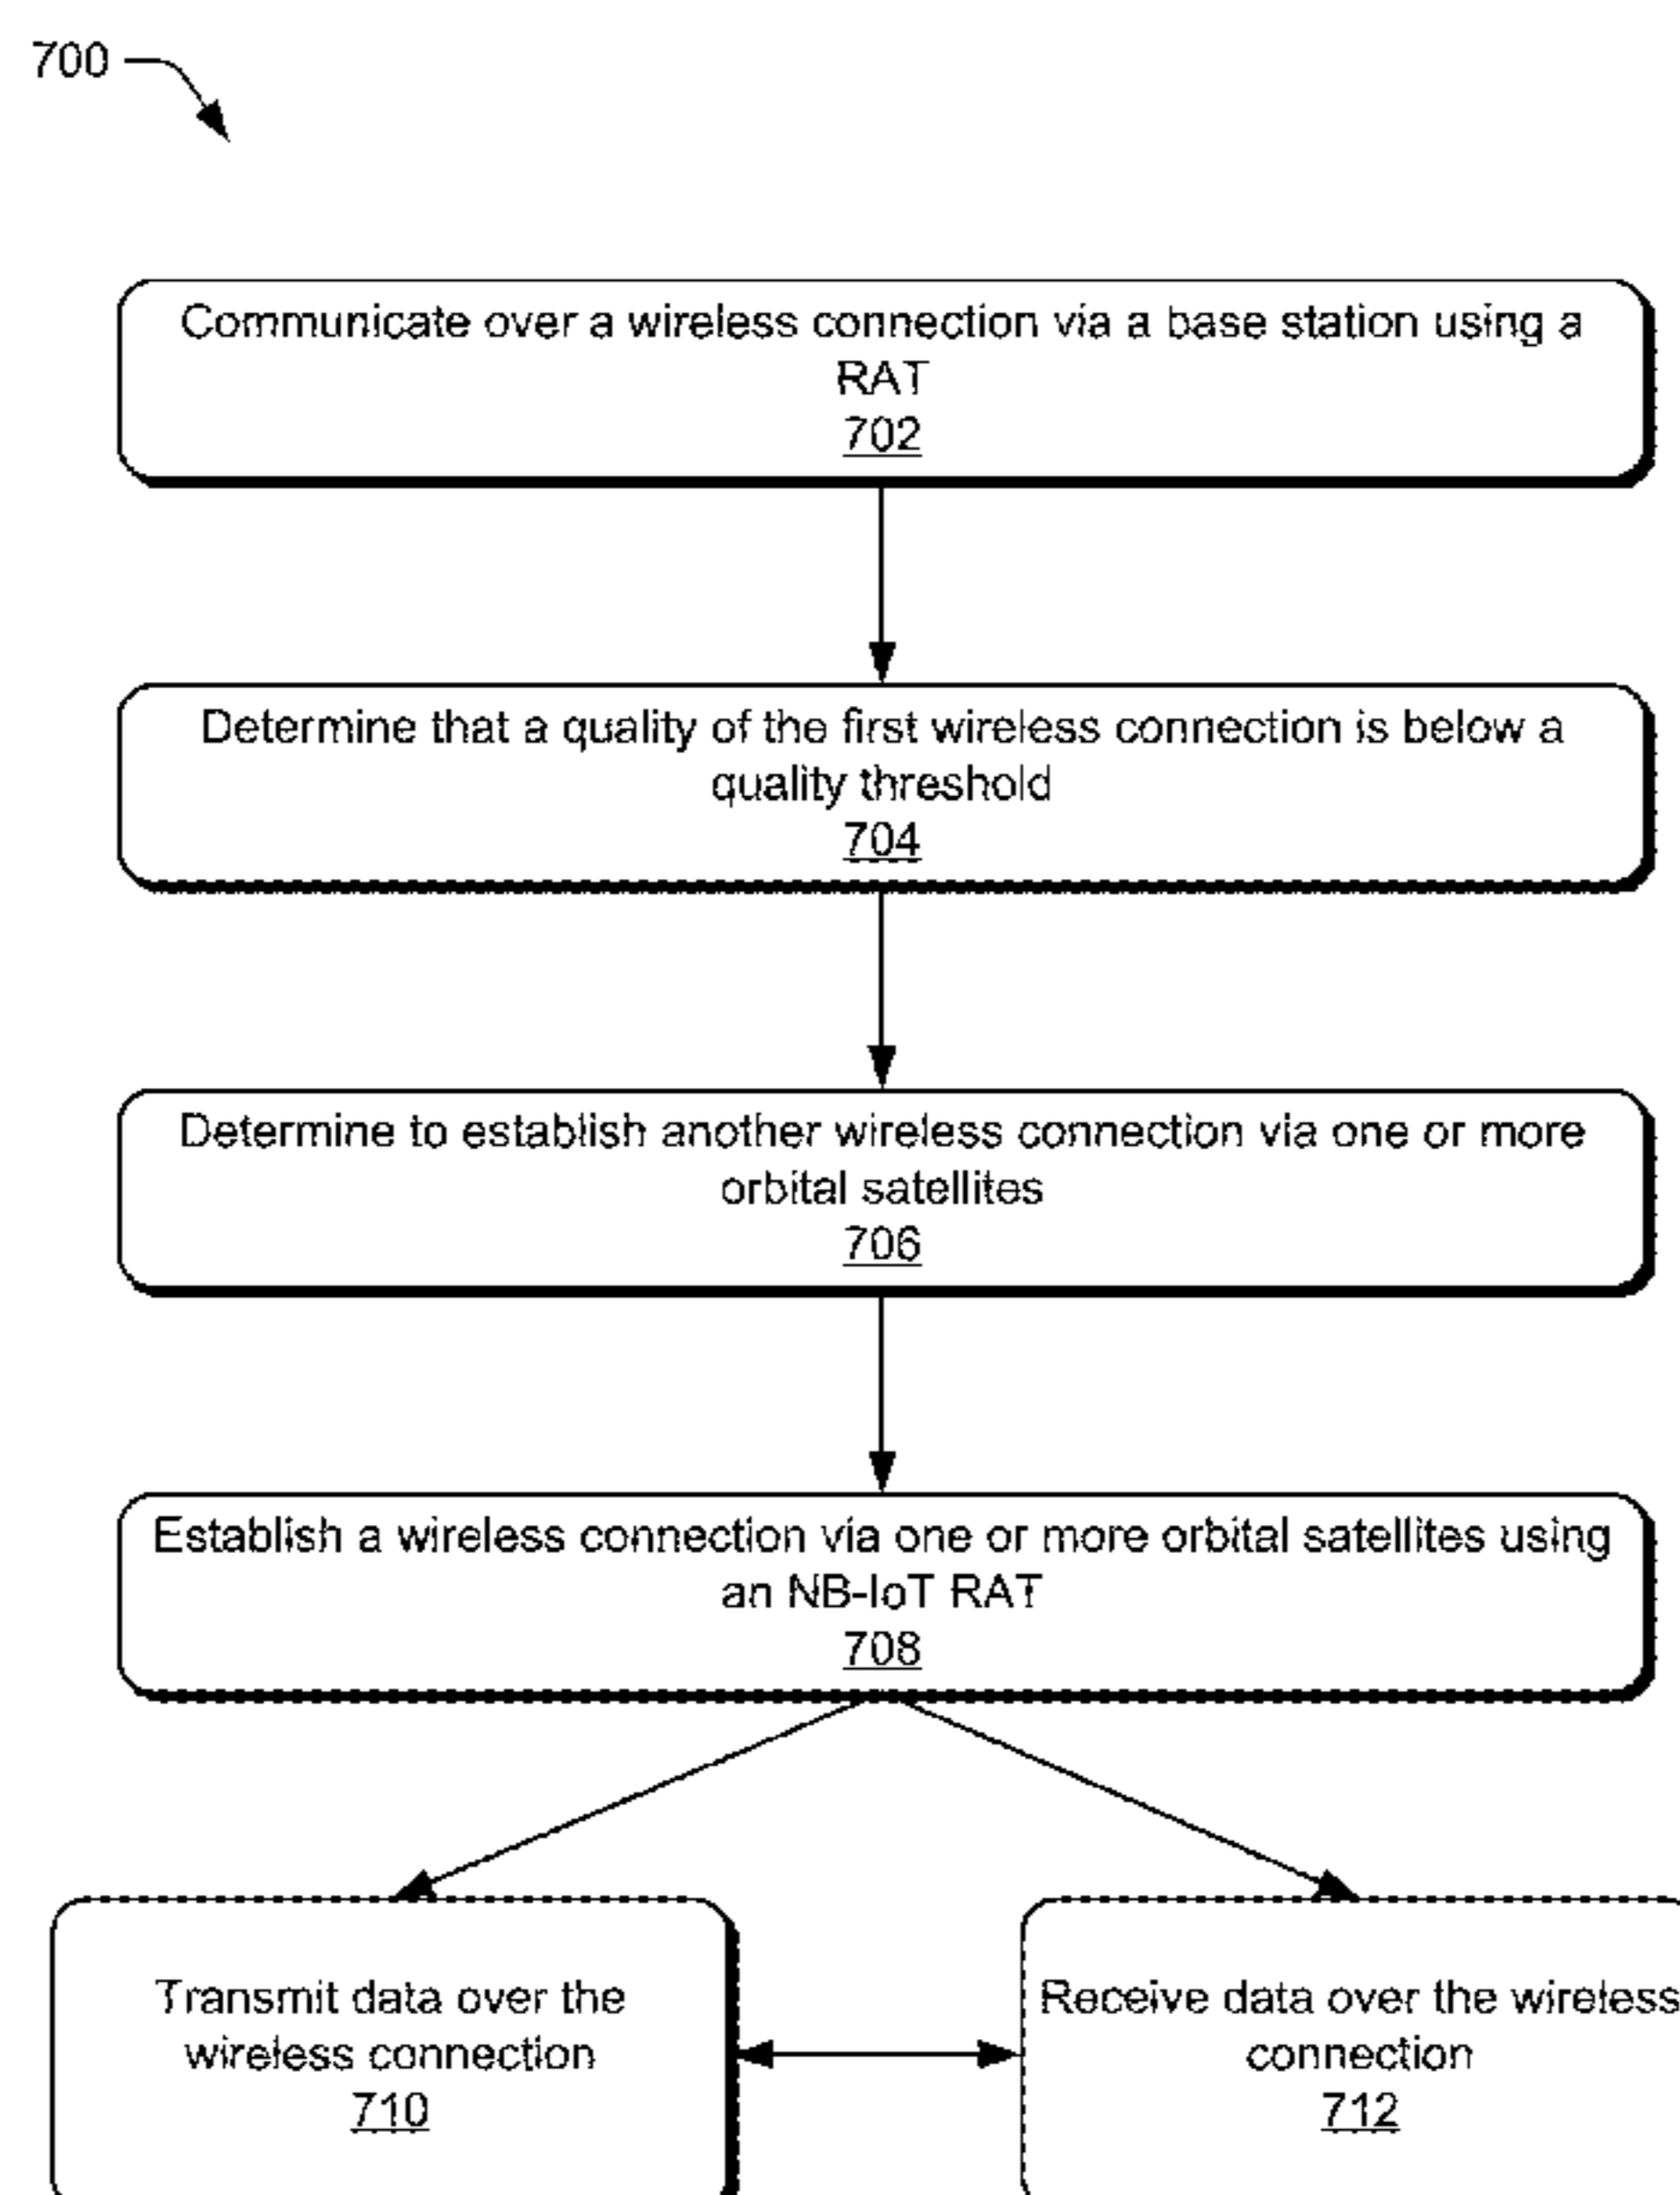 700
Communicate over a wireless connection via a base station using a
RAT
702
Determine that a quality of the first wireless connection is below a
quality threshold
704
Determine to establish another wireless connection via one or more
orbital satellites
706
Establish a wireless connection via one or more orbital satellites using
an NB-IoT RAT
708
Transmit data over the
wireless connection
710
Receive data over the wireless
connection
712